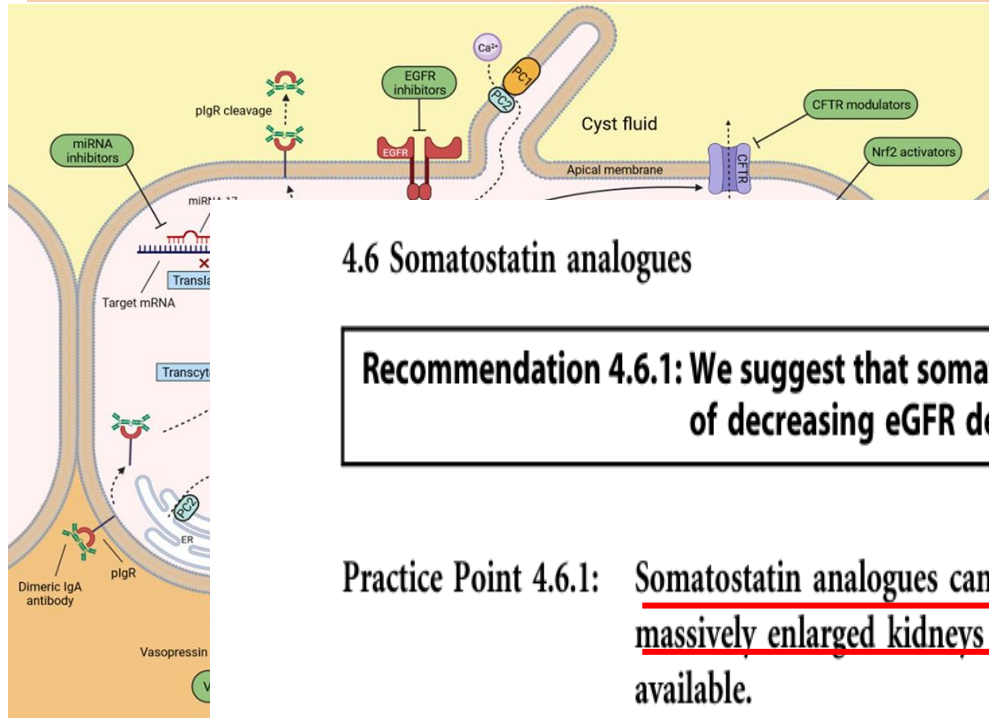 Ca²⁺
PC1
PC2
EGFR
inhibitors
CFTR modulators
pIgR cleavage
Cyst fluid
miRNA
inhibitors
EGFR
CFTR
Nrf2 activators
Apical membrane
4.6 Somatostatin analogues
Target mRNA
Recommendation 4.6.1: We suggest that
of decreasing eGFR
PC2
ER
pIgR
Dimeric IgA
antibody
Practice Point 4.6.1: Somatostatin analogues can
massively enlarged kidneys
available.
Vasopressin